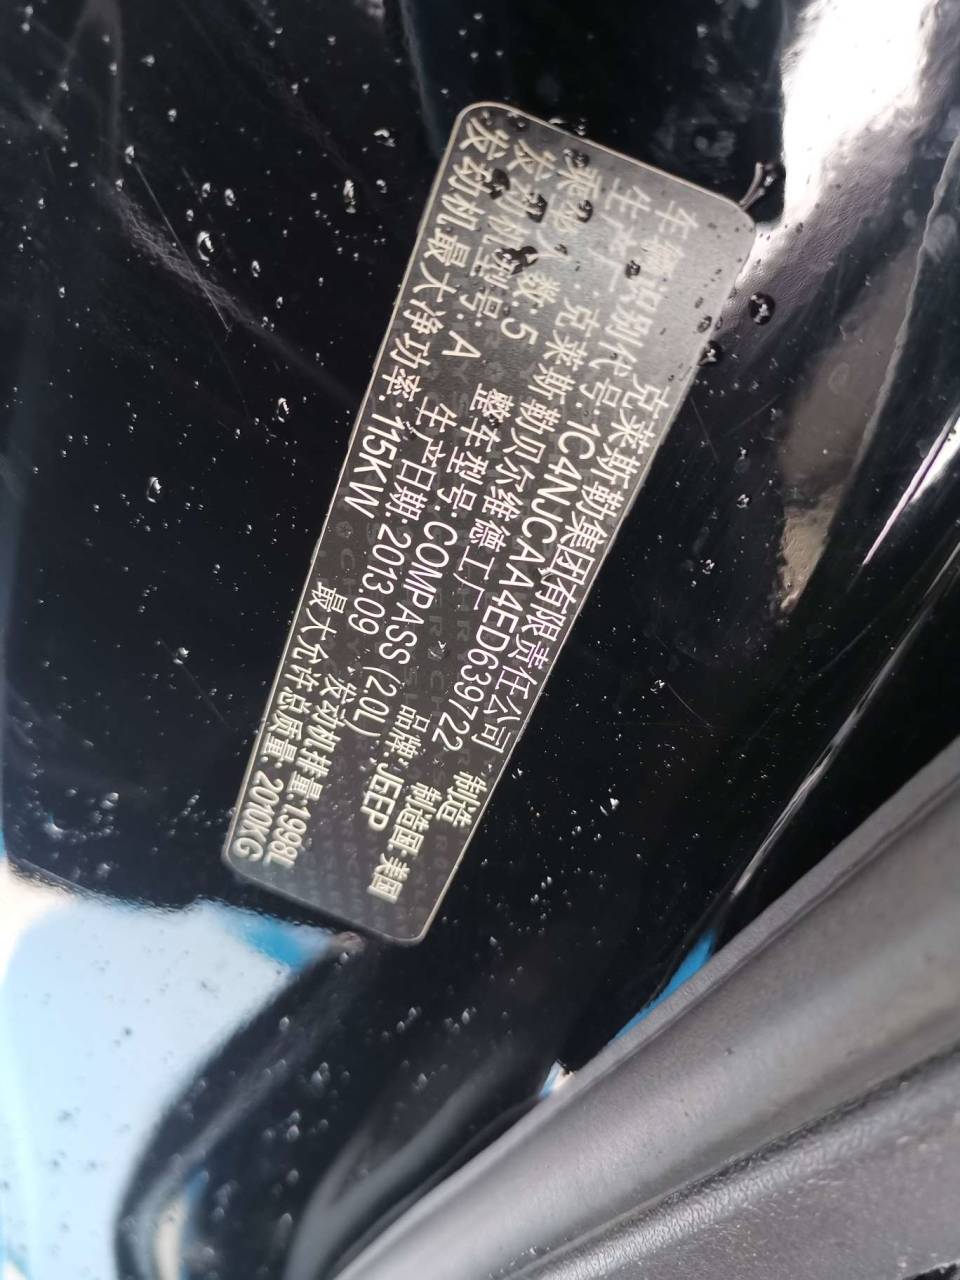 克莱斯勒集团有限责任公司 制造
车辆识别代号:1C4NJCAA4ED639722
生产厂:克莱斯勒贝尔维德工厂 制造国:美国
乘坐人数:5 整车型号:COMPASS (2.0L) 品牌:JEEP
发动机型号:A 生产日期:2013.09 发动机排量:1998L
发动机最大净功率:115KW 最大允许总质量:2010KG